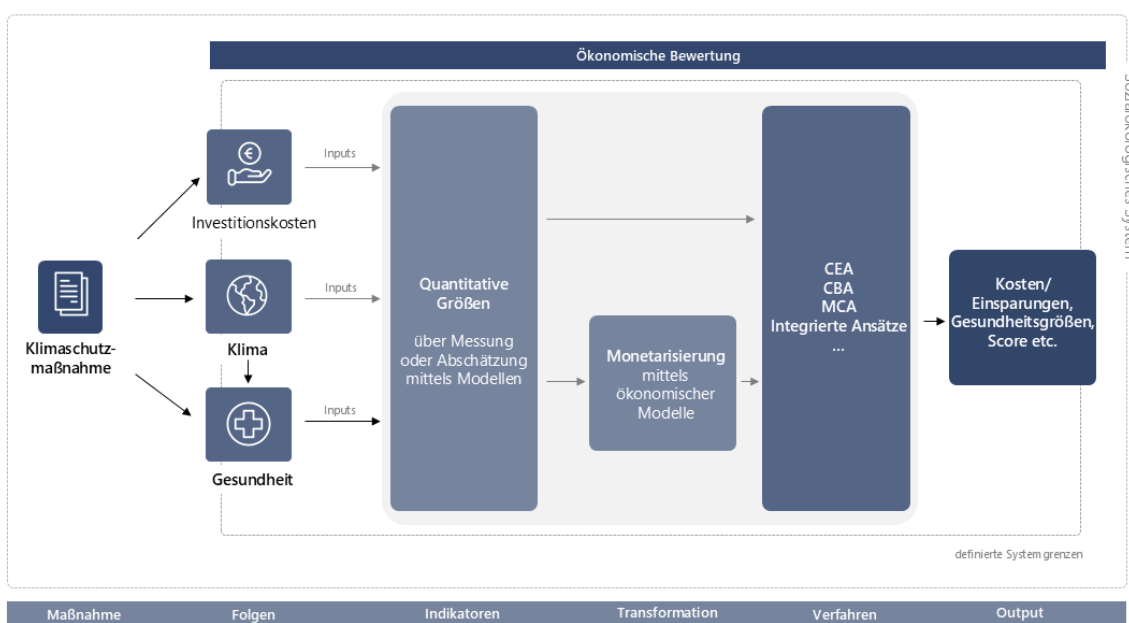 Ökonomische Bewertung
Sozialökologisches System
Inputs
Investitionskosten
Klimaschutz-
maßnahme
Inputs
Klima
Inputs
Gesundheit
Quantitative
Größen
über Messung
oder Abschätzung
mittels Modellen
Monetarisierung
mittels
ökonomischer
Modelle
CEA
CBA
MCA
Integrierte Ansätze
...
Kosten/
Einsparungen,
Gesundheitsgrößen,
Score etc.
definierte Systemgrenzen
Maßnahme
Folgen
Indikatoren
Transformation
Verfahren
Output